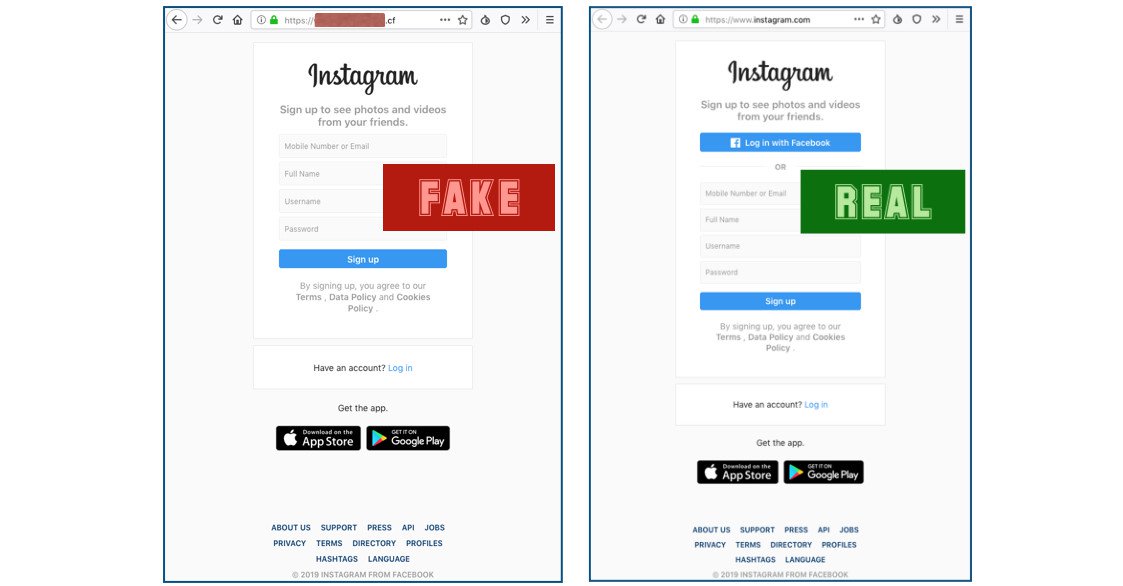 https://
.cf
Instagram
Sign up to see photos and videos
from your friends.
Mobile Number or Email
Full Name
Username
Password
FAKE
Sign up
By signing up, you agree to our
Terms , Data Policy and Cookies
Policy .
Have an account? Log in
Get the app.
Download on the
App Store
GET IT ON
Google Play
ABOUT US SUPPORT PRESS API JOBS
PRIVACY TERMS DIRECTORY PROFILES
HASHTAGS LANGUAGE
© 2019 INSTAGRAM FROM FACEBOOK
https://www.instagram.com
Instagram
Sign up to see photos and videos
from your friends.
Log in with Facebook
OR
Mobile Number or Email
Full Name
Username
Password
REAL
Sign up
By signing up, you agree to our
Terms , Data Policy and Cookies
Policy .
Have an account? Log in
Get the app.
Download on the
App Store
GET IT ON
Google Play
ABOUT US SUPPORT PRESS API JOBS
PRIVACY TERMS DIRECTORY PROFILES
HASHTAGS LANGUAGE
© 2019 INSTAGRAM FROM FACEBOOK